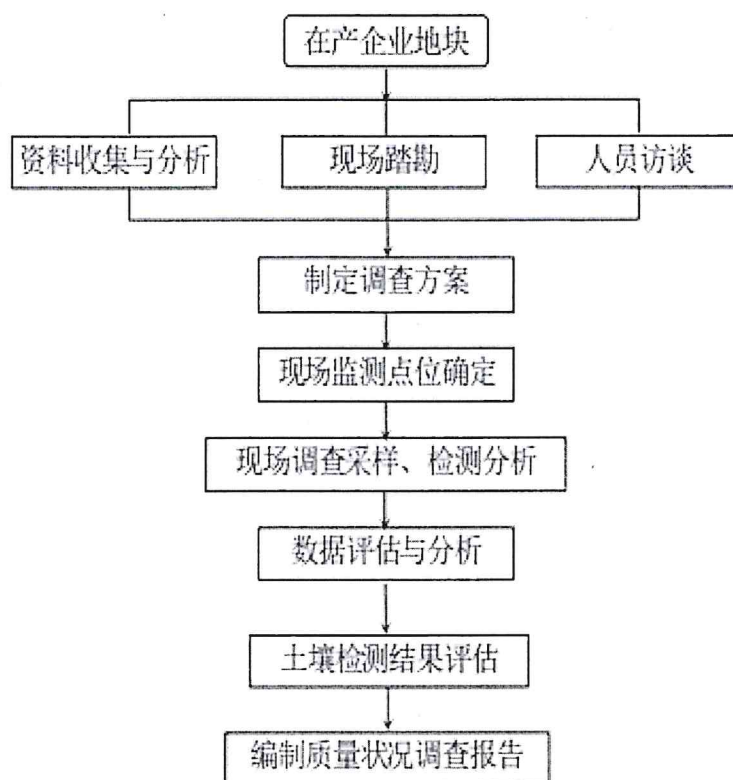 在产企业地块
资料收集与分析
现场踏勘
人员访谈
制定调查方案
现场监测点位确定
现场调查采样、检测分析
数据评估与分析
土壤检测结果评估
编制质量状况调查报告